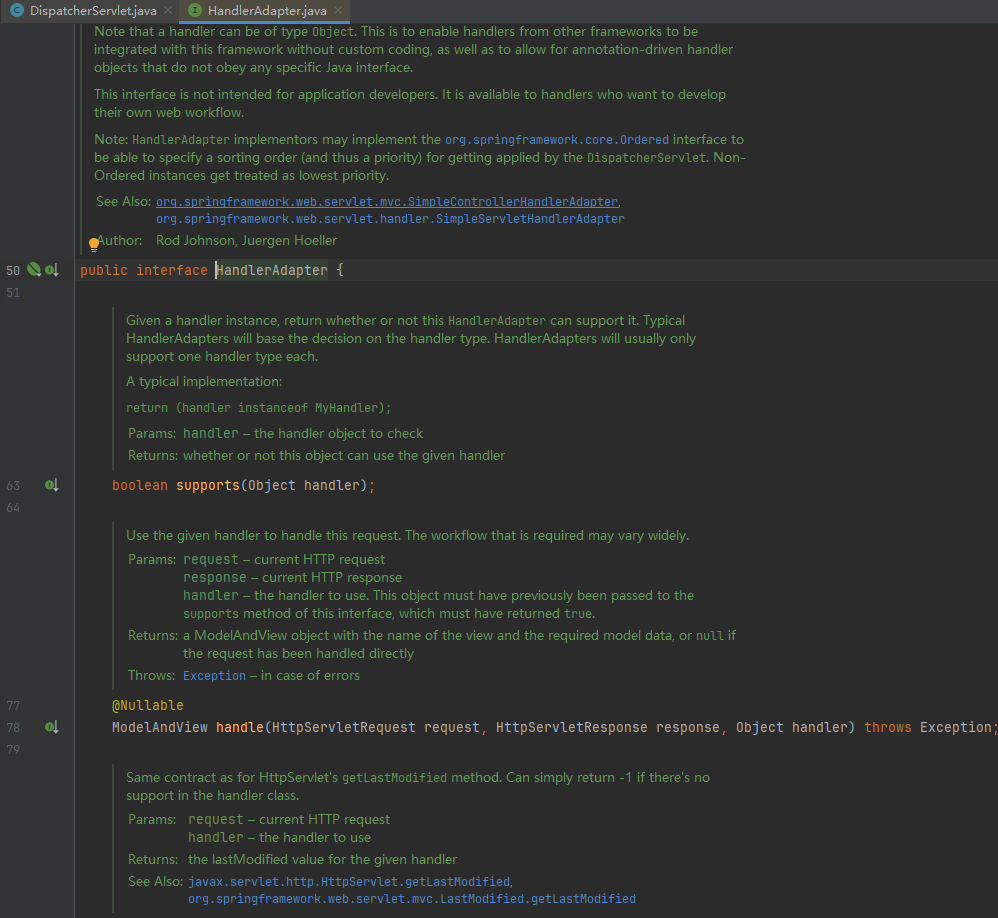 DispatcherServlet.java × HandlerAdapter.java ×
Note that a handler can be of type Object. This is to enable handlers from other frameworks to be
integrated with this framework without custom coding, as well as to allow for annotation-driven handler
objects that do not obey any specific Java interface.
This interface is not intended for application developers. It is available to handlers who want to develop
their own web workflow.
Note: HandlerAdapter implementors may implement the org.springframework.core.Ordered interface to
be able to specify a sorting order (and thus a priority) for getting applied by the DispatcherServlet. Non-
Ordered instances get treated as lowest priority.
See Also: org.springframework.web.servlet.mvc.SimpleControllerHandlerAdapter,
org.springframework.web.servlet.handler.SimpleServletHandlerAdapter
Author: Rod Johnson, Juergen Hoeller
50 public interface HandlerAdapter {
51
Given a handler instance, return whether or not this HandlerAdapter can support it. Typical
HandlerAdapters will base the decision on the handler type. HandlerAdapters will usually only
support one handler type each.
A typical implementation:
return (handler instanceof MyHandler);
Params: handler – the handler object to check
Returns: whether or not this object can use the given handler
63 boolean supports(Object handler);
64
Use the given handler to handle this request. The workflow that is required may vary widely.
Params: request – current HTTP request
response – current HTTP response
handler – the handler to use. This object must have previously been passed to the
supports method of this interface, which must have returned true.
Returns: a ModelAndView object with the name of the view and the required model data, or null if
the request has been handled directly
Throws: Exception – in case of errors
77 @Nullable
78 ModelAndView handle(HttpServletRequest request, HttpServletResponse response, Object handler) throws Exception;
79
Same contract as for HttpServlet's getLastModified method. Can simply return -1 if there's no
support in the handler class.
Params: request – current HTTP request
handler – the handler to use
Returns: the lastModified value for the given handler
See Also: javax.servlet.http.HttpServlet.getLastModified,
org.springframework.web.servlet.mvc.LastModified.getLastModified